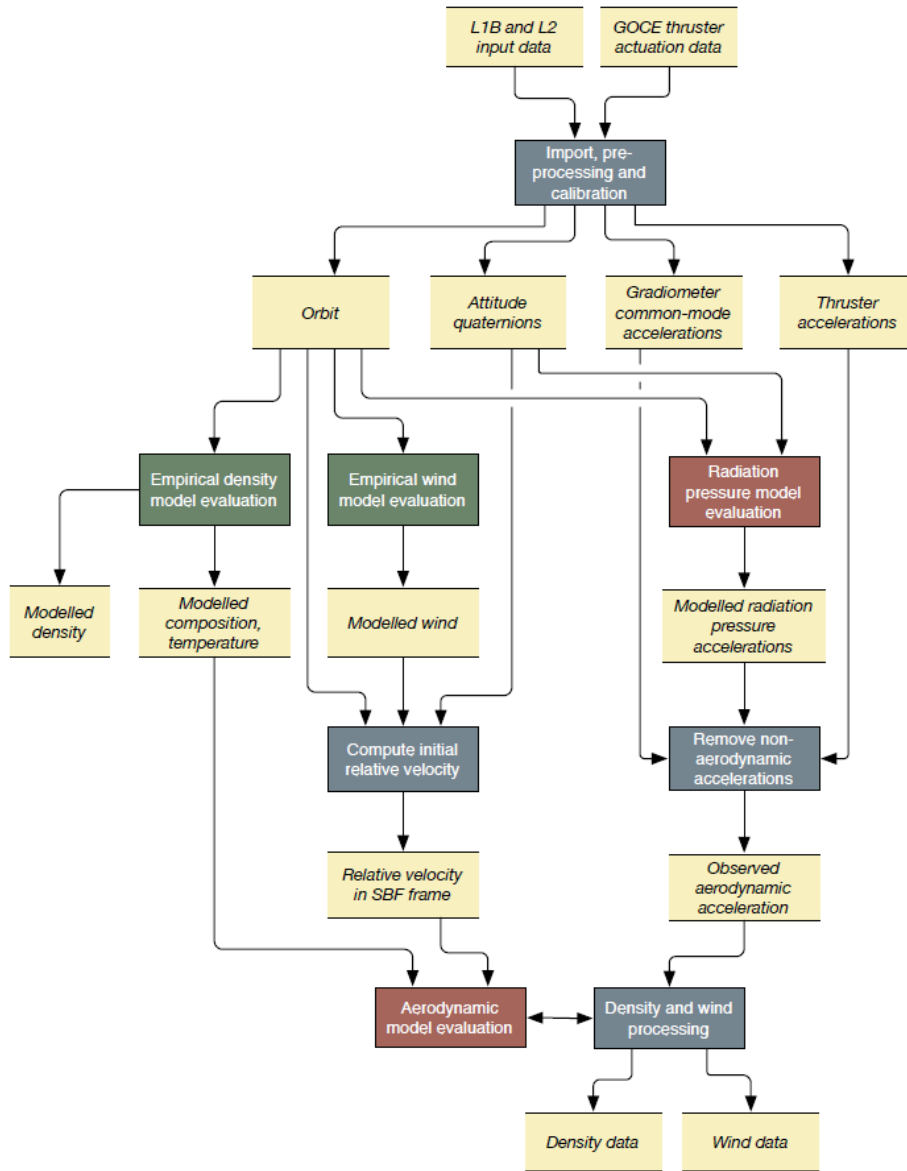 L1B and L2
input data
GOCE thruster
actuation data
Import, pre-
processing and
calibration
Orbit
Attitude
quaternions
Gradiometer
common-mode
accelerations
Thruster
accelerations
Empirical density
model evaluation
Empirical wind
model evaluation
Radiation
pressure model
evaluation
Modelled
density
Modelled
composition,
temperature
Modelled wind
Modelled radiation
pressure
accelerations
Compute initial
relative velocity
Remove non-
aerodynamic
accelerations
Relative velocity
in SBF frame
Observed
aerodynamic
acceleration
Aerodynamic
model evaluation
Density and wind
processing
Density data
Wind data